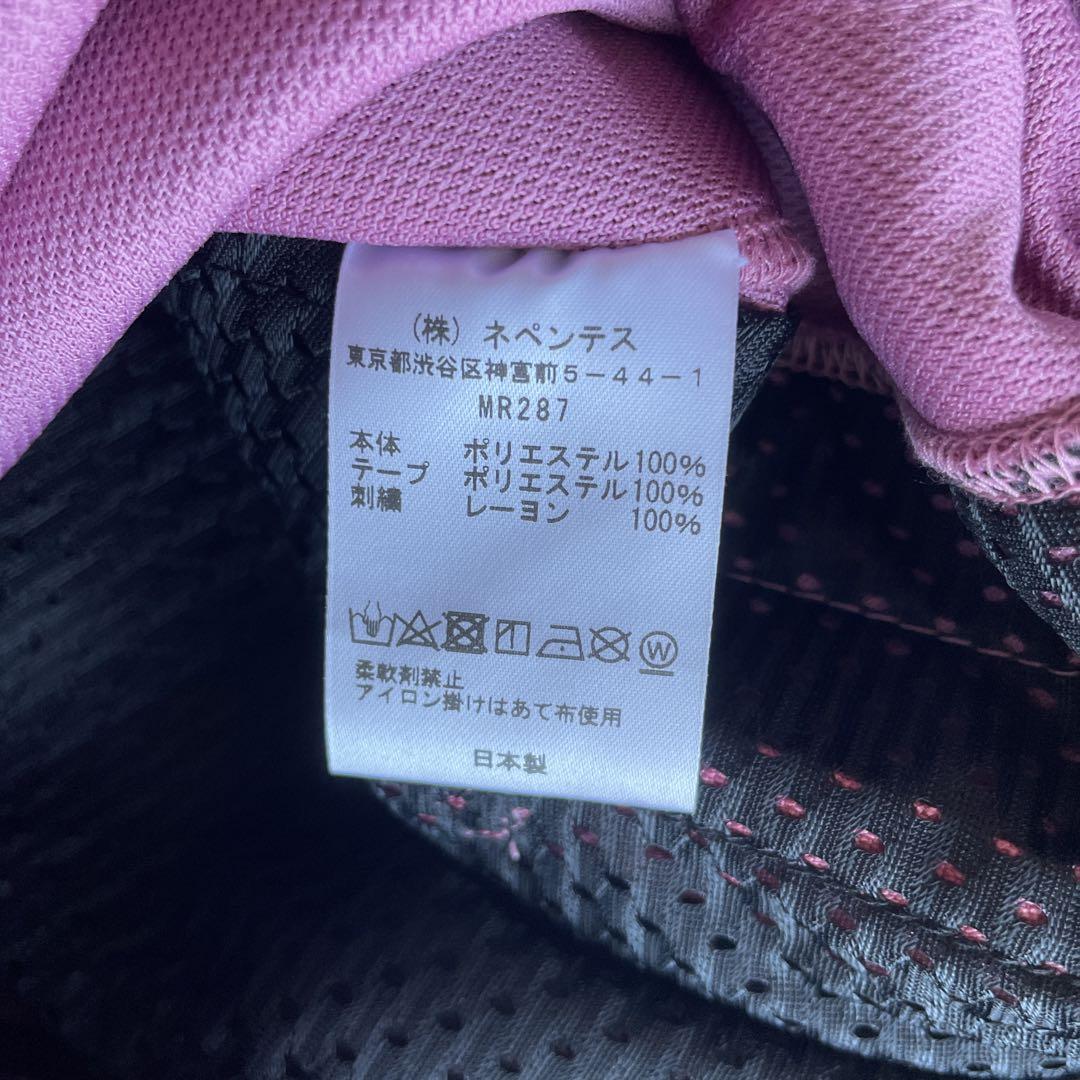 (株) ネペンテス
東京都渋谷区神宮前5-44-1
MR287
本体 ポリエステル100%
テープ ポリエステル100%
刺繍 レーヨン 100%
W
柔軟剤禁止
アイロン掛けはあて布使用
日本製